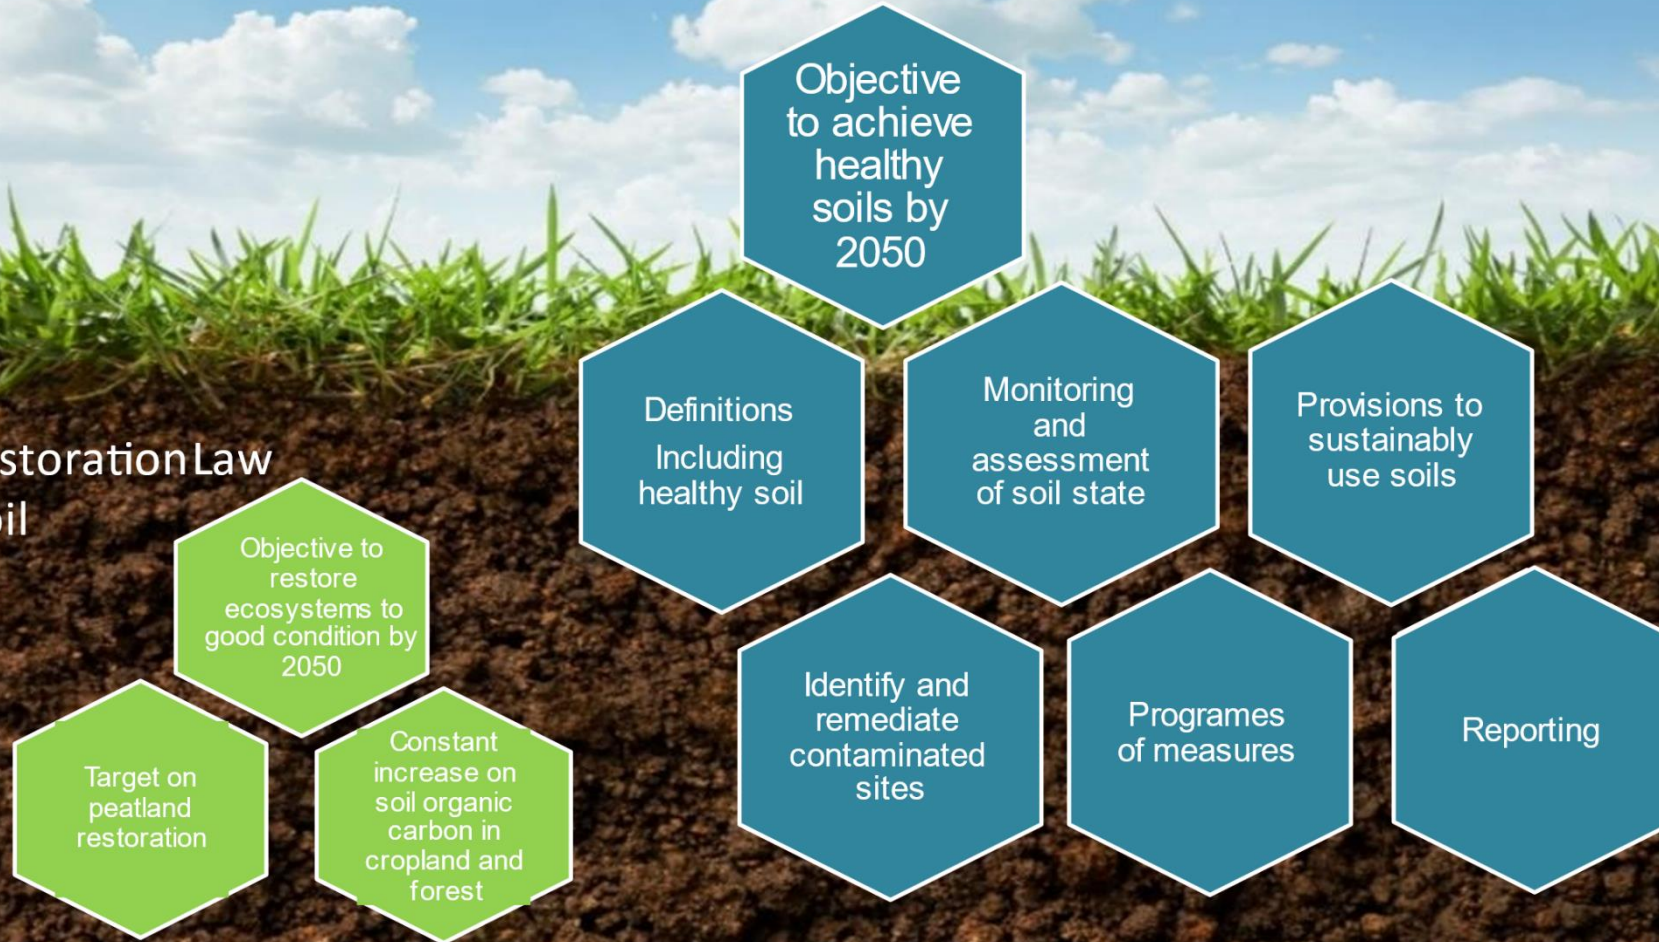 Objective
to achieve
healthy
soils by
2050
Definitions
Including
healthy soil
Monitoring
and
assessment
of soil state
Provisions to
sustainably
use soils
Identify and
remediate
contaminated
sites
Programes
of measures
Reporting
storation Law
il
Objective to
restore
ecosystems to
good condition by
2050
Target on
peatland
restoration
Constant
increase on
soil organic
carbon in
cropland and
forest